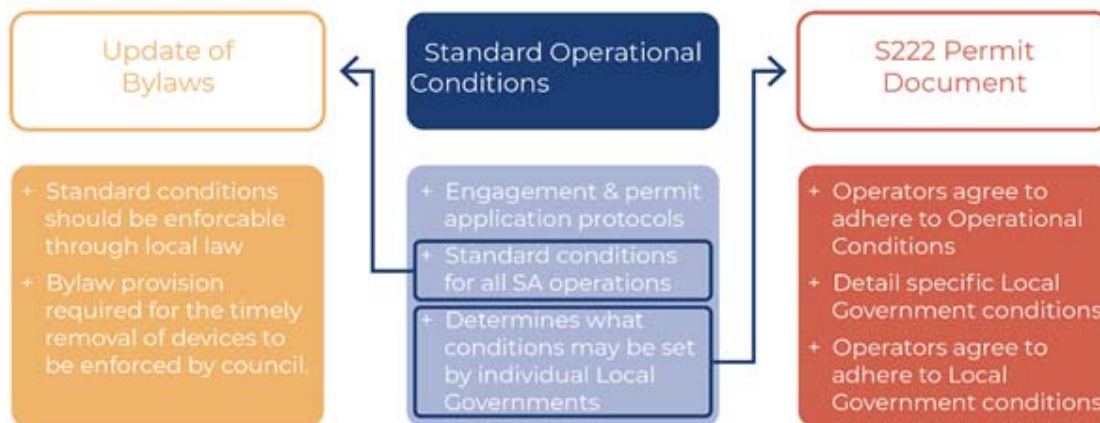 Update of
Bylaws
Standard Operational
Conditions
S222 Permit
Document
+ Standard conditions
should be enforcable
through local law
+ Bylaw provision
required for the timely
removal of devices to
be enforced by council.
+ Engagement & permit
application protocols
+ Standard conditions
for all SA operations
+ Determines what
conditions may be set
by individual Local
Governments
+ Operators agree to
adhere to Operational
Conditions
+ Detail specific Local
Government conditions
+ Operators agree to
adhere to Local
Government conditions